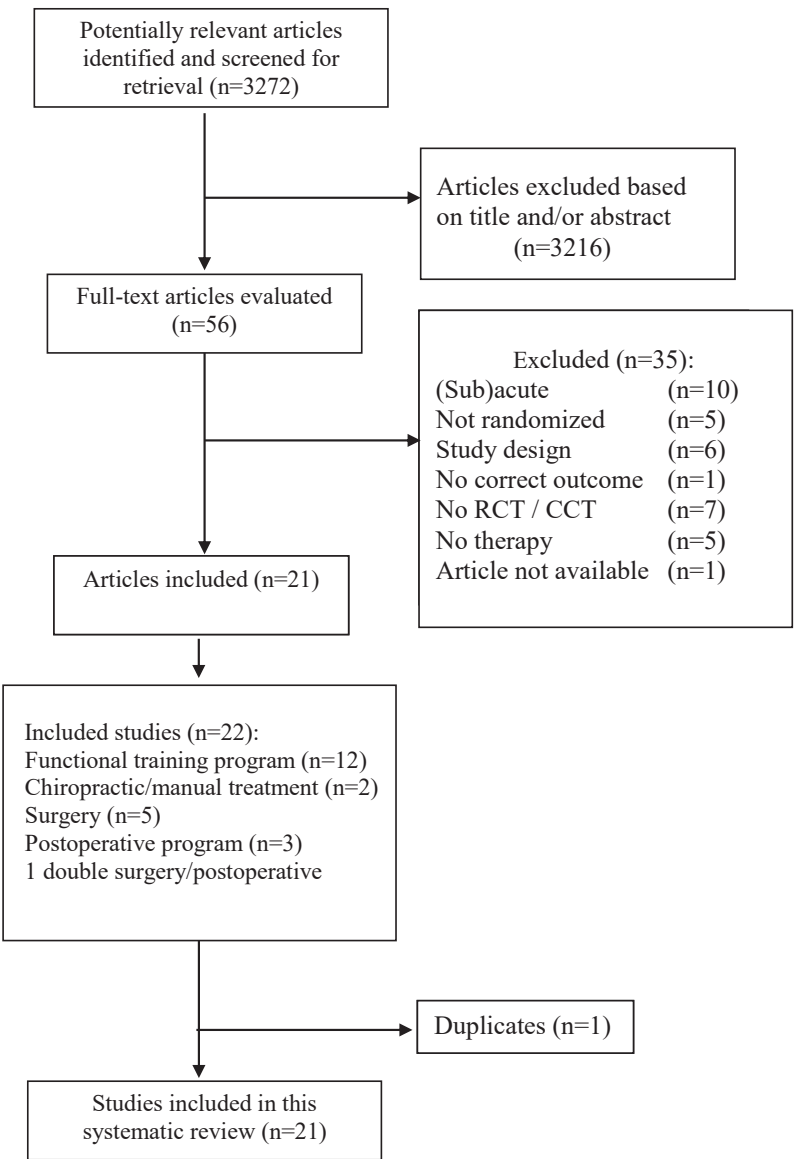 Potentially relevant articles
identified and screened for
retrieval (n=3272)
Articles excluded based
on title and/or abstract
(n=3216)
Full-text articles evaluated
(n=56)
Excluded (n=35):
(Sub)acute (n=10)
Not randomized (n=5)
Study design (n=6)
No correct outcome (n=1)
No RCT / CCT (n=7)
No therapy (n=5)
Article not available (n=1)
Articles included (n=21)
Included studies (n=22):
Functional training program (n=12)
Chiropractic/manual treatment (n=2)
Surgery (n=5)
Postoperative program (n=3)
1 double surgery/postoperative
Duplicates (n=1)
Studies included in this
systematic review (n=21)